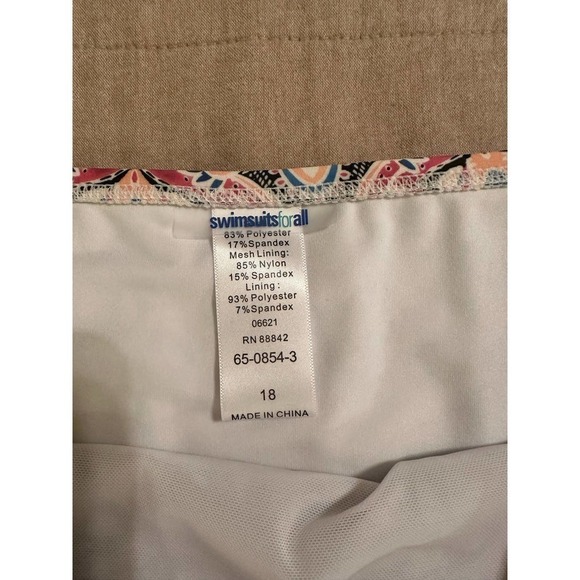 swimsuitsforall
83% Polyester
17%Spandex
Mesh Lining:
85% Nylon
15% Spandex
Lining :
93% Polyester
7% Spandex
06621
RN 88842
65-0854-3
18
MADE IN CHINA